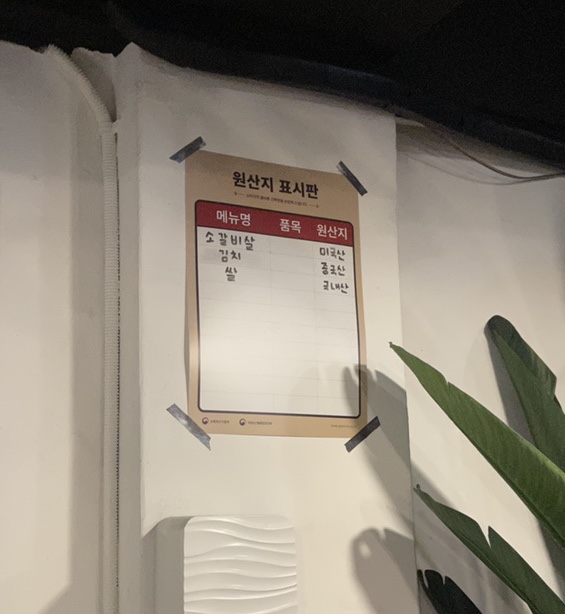 원산지 표시판
메뉴명 품목 원산지
소갈비살 미국산
김치 중국산
쌀 국내산